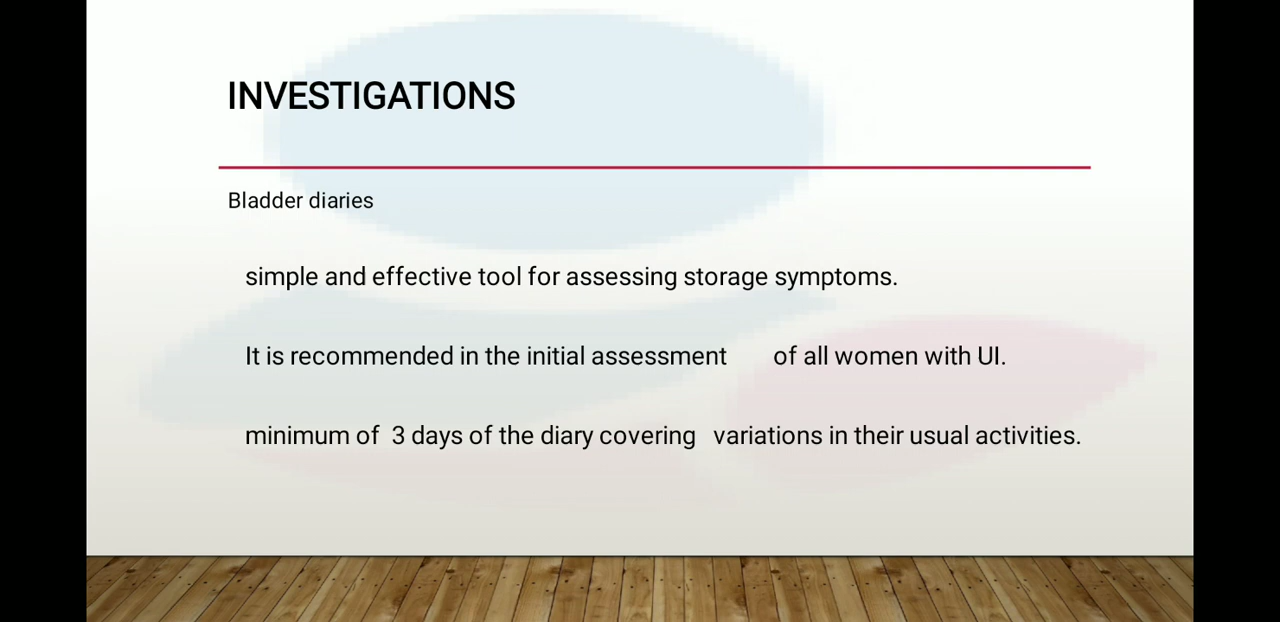 INVESTIGATIONS
Bladder diaries
simple and effective tool for assessing storage symptoms.
It is recommended in the initial assessment of all women with UI.
minimum of 3 days of the diary covering variations in their usual activities.